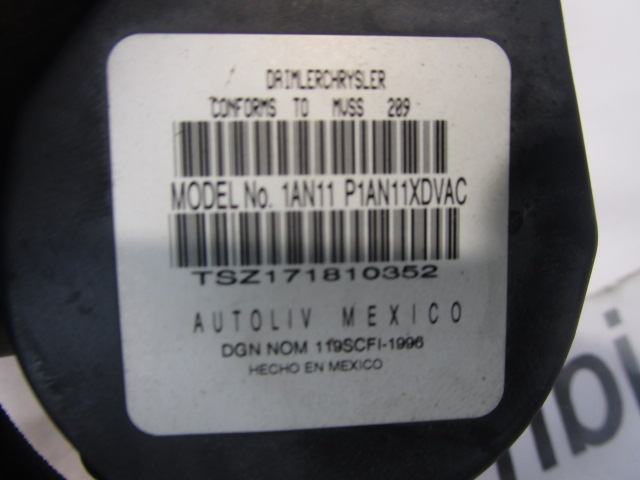 DAIMLERCHRYSLER
CONFORMS TO MVSS 209
MODEL No. 1AN11 P1AN11XDVAC
TSZ171810352
AUTOLIV MEXICO
DGN NOM 119SCFI-1996
HECHO EN MEXICO